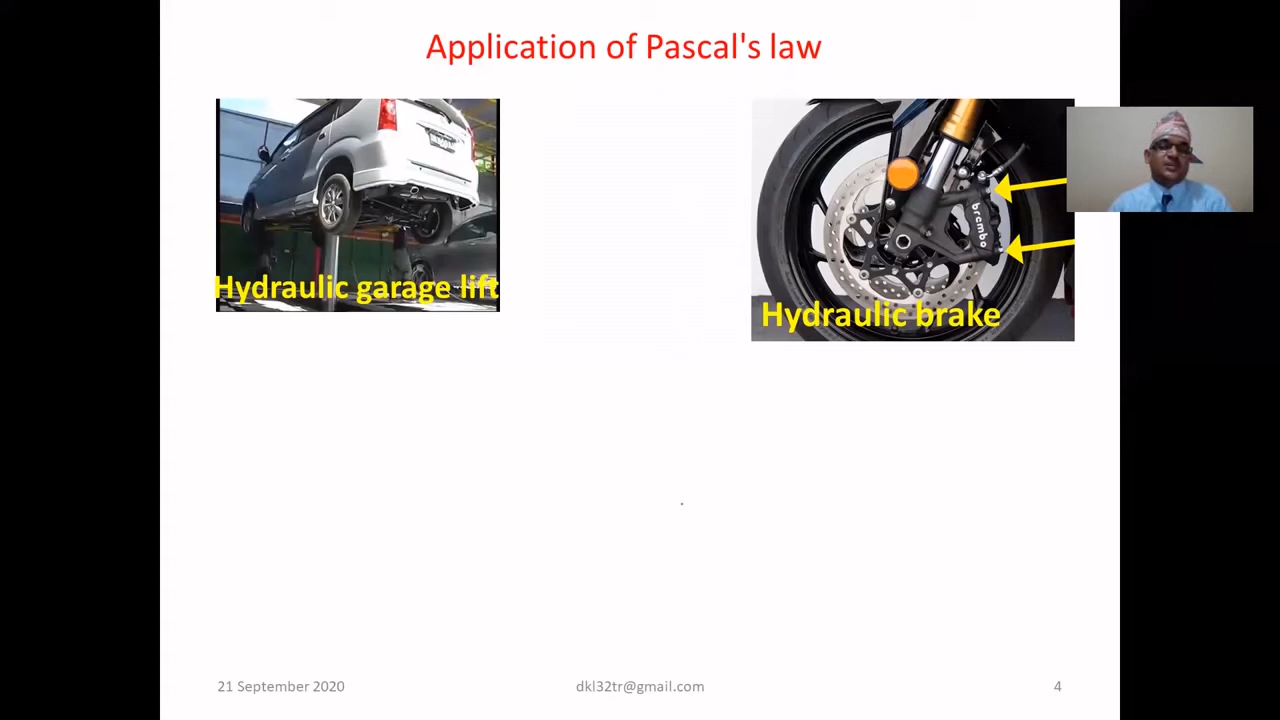 Application of Pascal's law
Hydraulic garage lift
brembo
Hydraulic brake
21 September 2020
dkl32tr@gmail.com
4